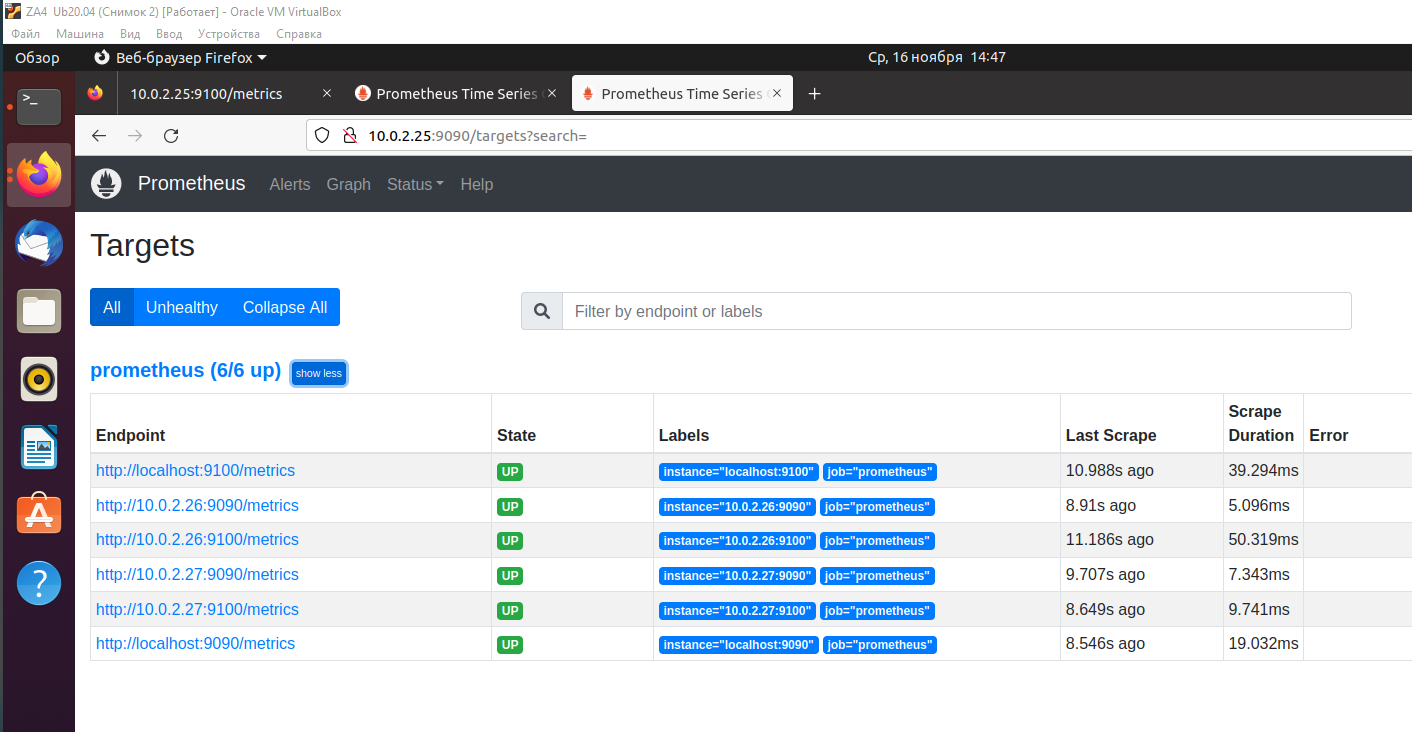 ZA4 Ub20.04 (Снимок 2) [Работает] - Oracle VM VirtualBox
Файл Машина Вид Ввод Устройства Справка
Обзор Веб-браузер Firefox Ср, 16 ноября 14:47
10.0.2.25:9100/metrics Prometheus Time Series Prometheus Time Series
10.0.2.25:9090/targets?search=
Prometheus Alerts Graph Status Help
Targets
All Unhealthy Collapse All Filter by endpoint or labels
prometheus (6/6 up) show less
Endpoint State Labels Last Scrape Scrape Duration Error
http://localhost:9100/metrics UP instance="localhost:9100" job="prometheus" 10.988s ago 39.294ms
http://10.0.2.26:9090/metrics UP instance="10.0.2.26:9090" job="prometheus" 8.91s ago 5.096ms
http://10.0.2.26:9100/metrics UP instance="10.0.2.26:9100" job="prometheus" 11.186s ago 50.319ms
http://10.0.2.27:9090/metrics UP instance="10.0.2.27:9090" job="prometheus" 9.707s ago 7.343ms
http://10.0.2.27:9100/metrics UP instance="10.0.2.27:9100" job="prometheus" 8.649s ago 9.741ms
http://localhost:9090/metrics UP instance="localhost:9090" job="prometheus" 8.546s ago 19.032ms